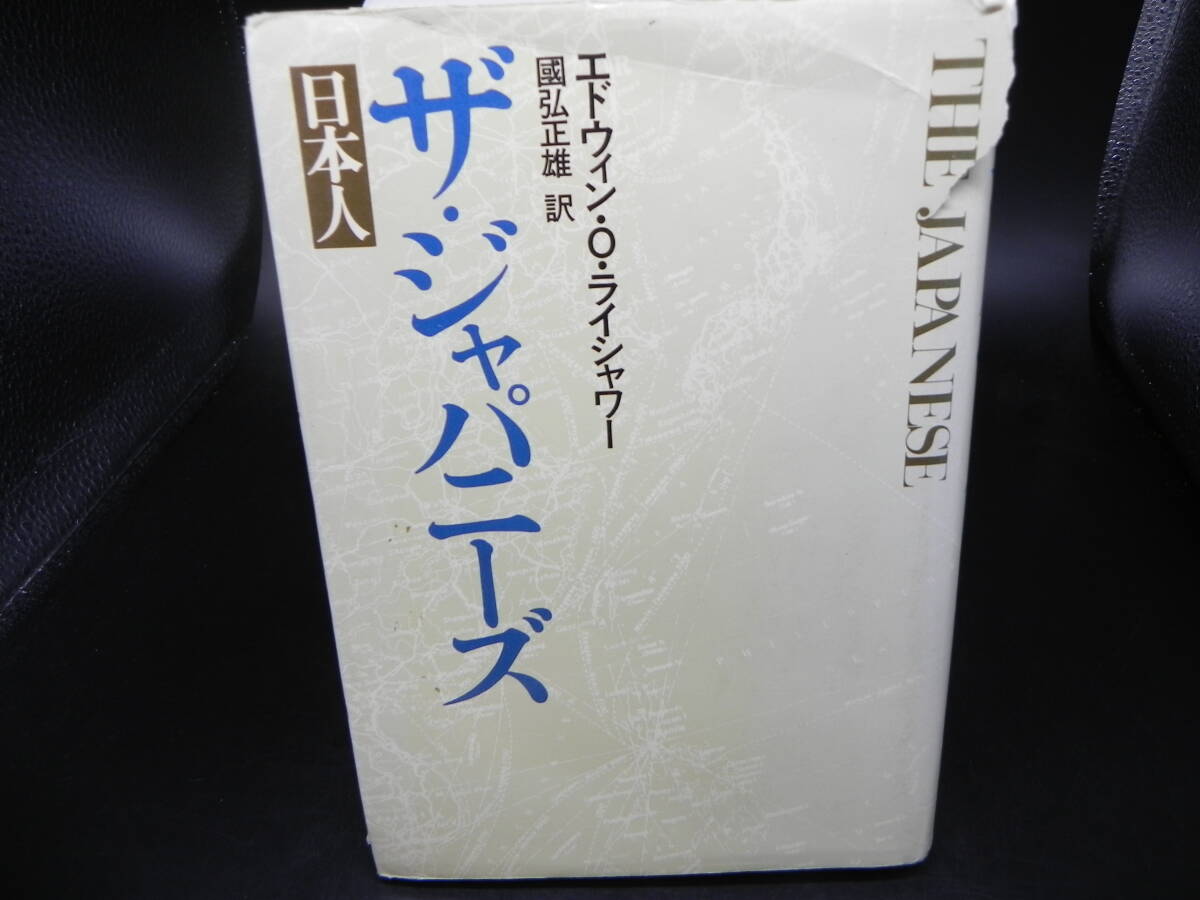 THE JAPANESE
エドウィン・O・ライシャワー
國弘正雄 訳
ザ・ジャパニーズ
日本人